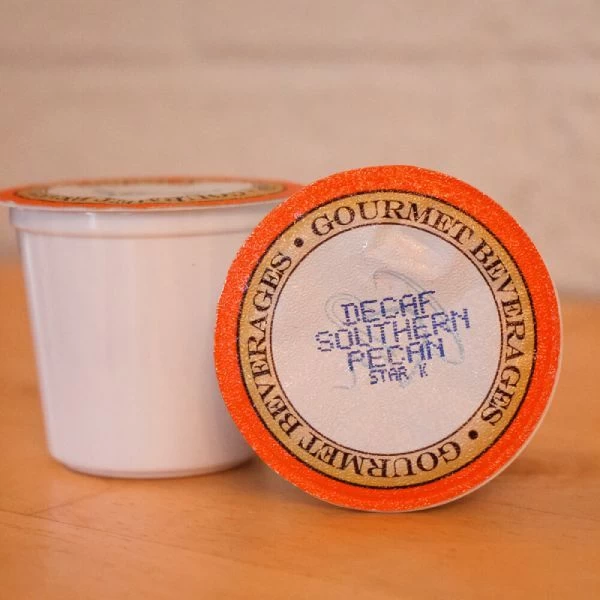 GOURMET BEVERAGES • GOURMET BEVERAGES •
DECAF
SOUTHERN
PECAN
STAR K